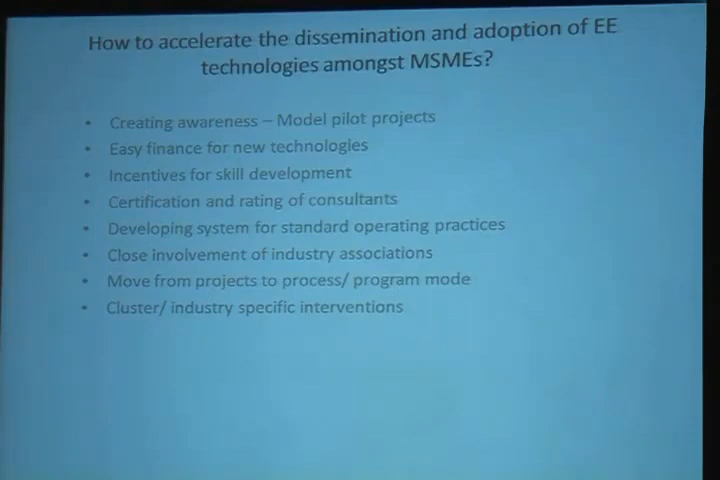 How to accelerate the dissemination and adoption of EE
technologies amongst MSMEs?
• Creating awareness – Model pilot projects
• Easy finance for new technologies
• Incentives for skill development
• Certification and rating of consultants
• Developing system for standard operating practices
• Close involvement of industry associations
• Move from projects to process/ program mode
• Cluster/ industry specific interventions